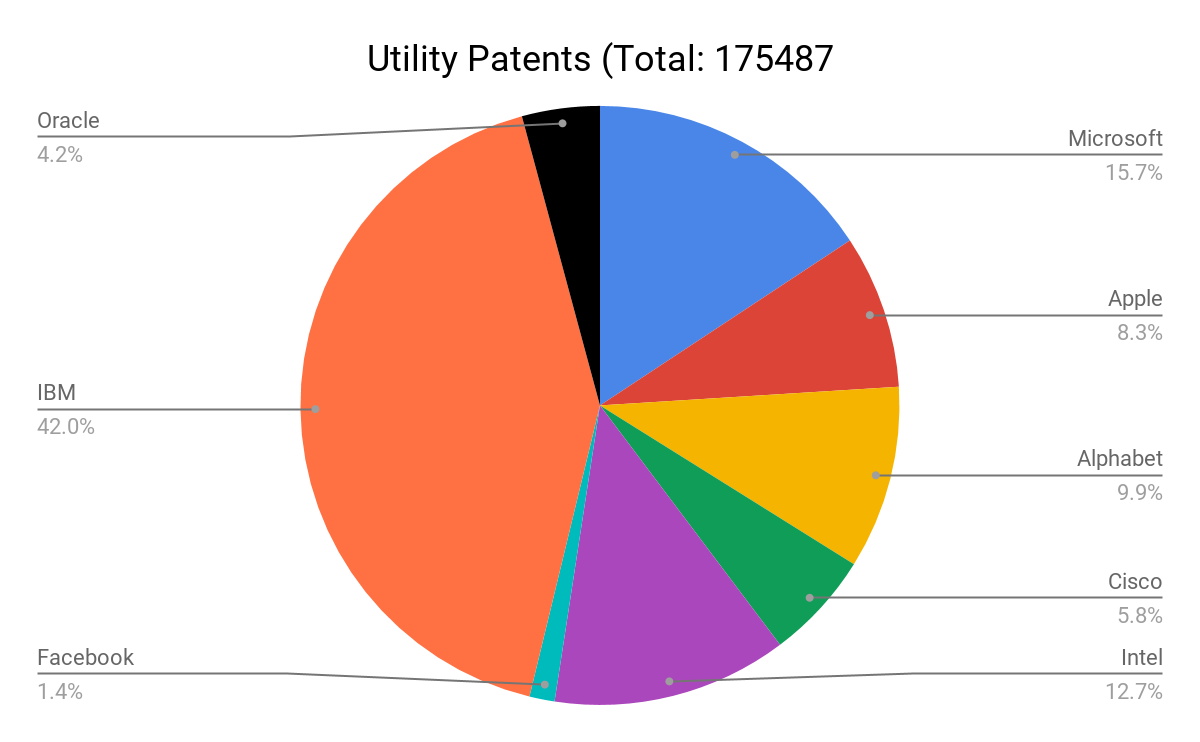 Utility Patents (Total: 175487
Oracle
4.2%
Microsoft
15.7%
Apple
8.3%
IBM
42.0%
Alphabet
9.9%
Cisco
5.8%
Facebook
1.4%
Intel
12.7%